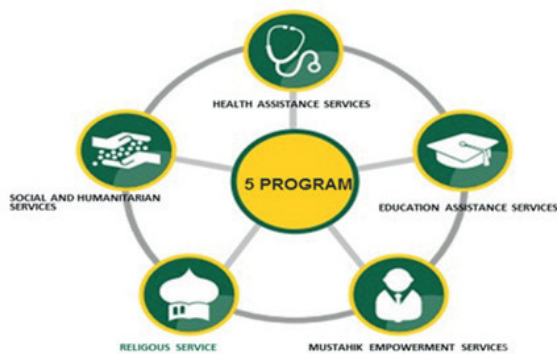 HEALTH ASSISTANCE SERVICES
5 PROGRAM
SOCIAL AND HUMANITARIAN
SERVICES
EDUCATION ASSISTANCE SERVICES
RELIGOUS SERVICE
MUSTAHIK EMPOWERMENT SERVICES